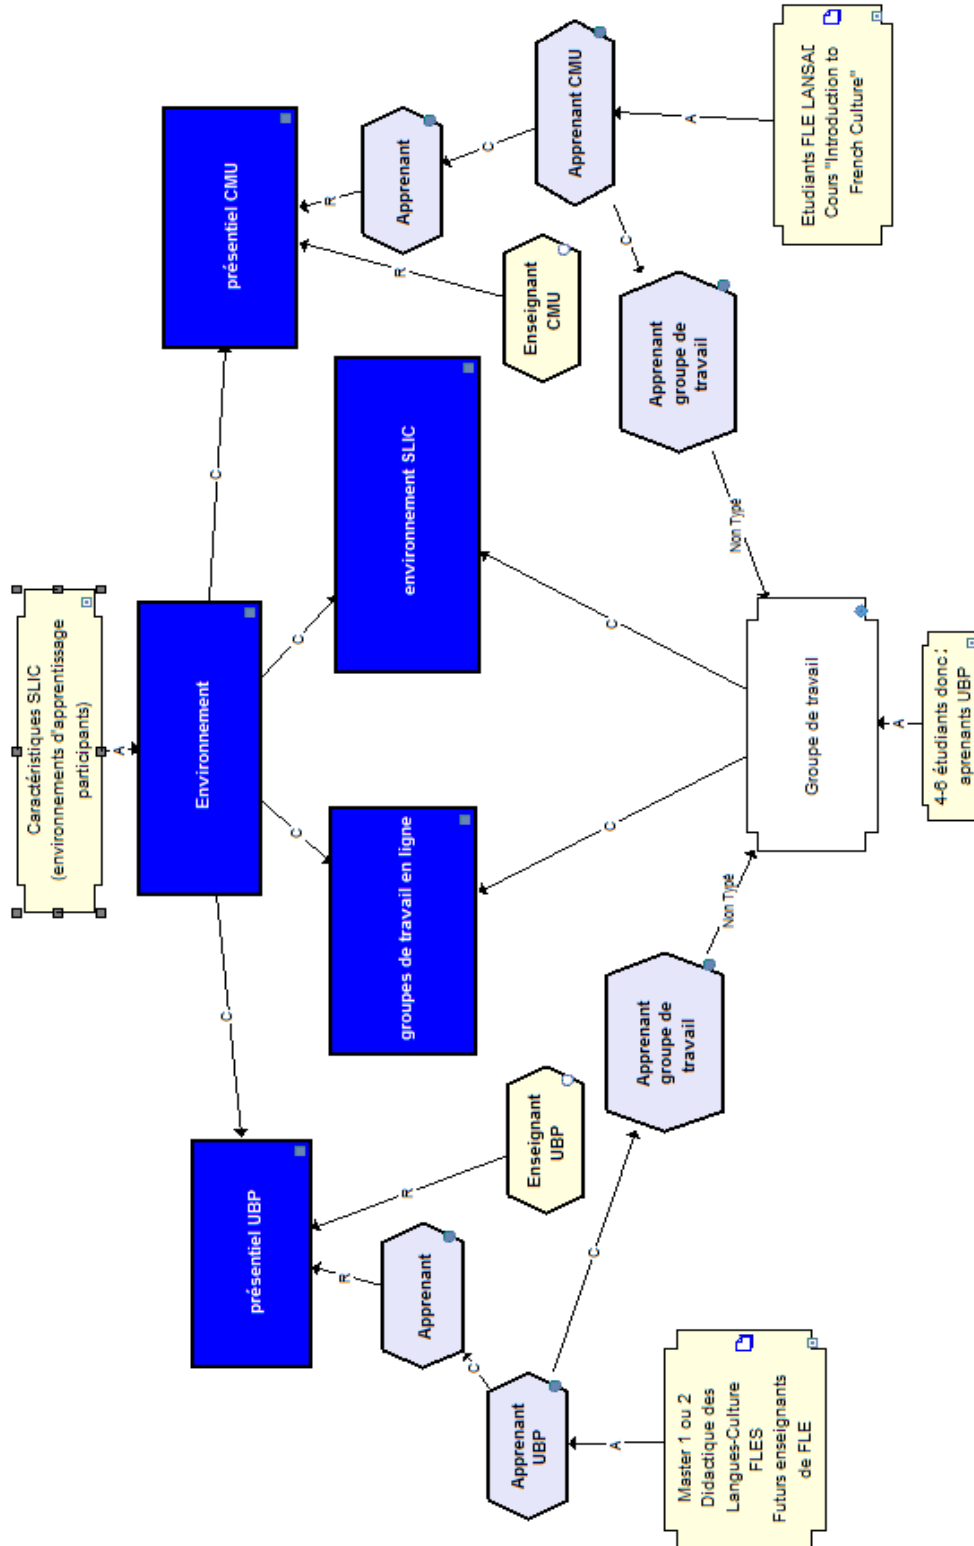 Caractéristiques SLIC
(environnements d'apprentissage
participants)
A
Environnement
C
C
C
C
présentiel UBP
groupes de travail en ligne
environnement SLIC
présentiel CMU
R
R
R
R
Apprenant
Enseignant
UBP
Enseignant
CMU
Apprenant
C
C
Apprenant
UBP
Apprenant CMU
C
C
C
C
Apprenant
groupe de
travail
Apprenant
groupe de
travail
Non Typé
Non Typé
A
A
Master 1 ou 2
Didactique des
Langues-Culture
FLES
Futurs enseignants
de FLE
Groupe de travail
Etudiants FLE
Cours "Introduction to
French Culture"
A
4-6 étudiants donc
aprenants UBP